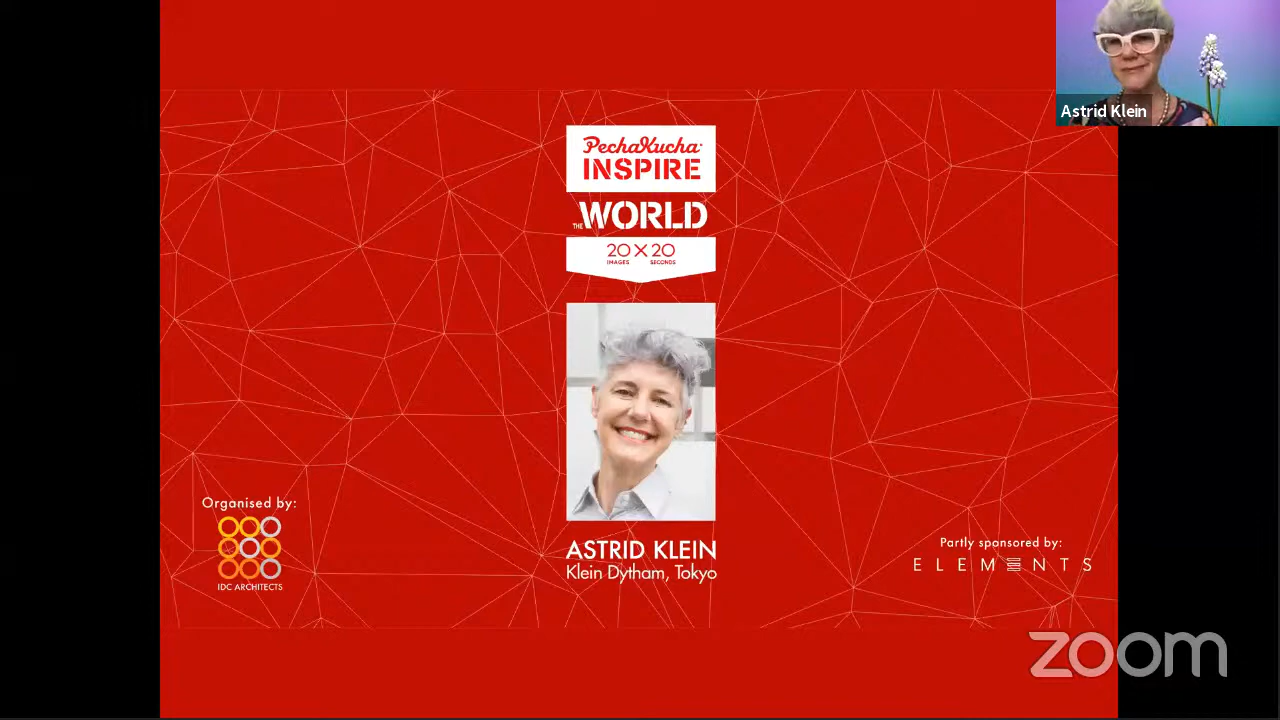 Astrid Klein
PechaKucha
INSPIRE
THE WORLD
20 X 20
IMAGES SECONDS
Organised by:
IDC ARCHITECTS
ASTRID KLEIN
Klein Dytham, Tokyo
Partly sponsored by:
ELEMENTS
zoom